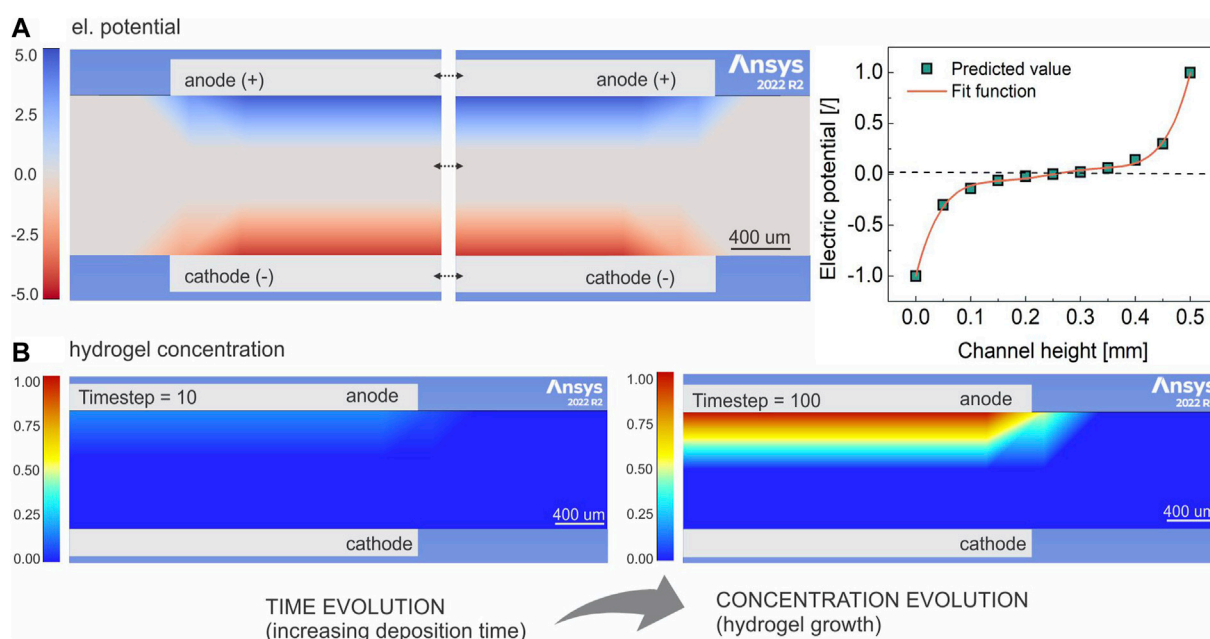 A
el. potential
5.0
2.5
0.0
-2.5
-5.0
anode (+)
anode (+)
Ansys
2022 R2
cathode (-)
cathode (-)
400 um
Electric potential [/]
1.0
0.5
0.0
-0.5
-1.0
Predicted value
Fit function
0.0
0.1
0.2
0.3
0.4
0.5
Channel height [mm]
B
hydrogel concentration
1.00
0.75
0.50
0.25
0.00
Timestep = 10
anode
Ansys
2022 R2
400 um
cathode
1.00
0.75
0.50
0.25
0.00
Timestep = 100
anode
Ansys
2022 R
400 um
cathode
TIME EVOLUTION
(increasing deposition time)
CONCENTRATION EVOLUTION
(hydrogel growth)